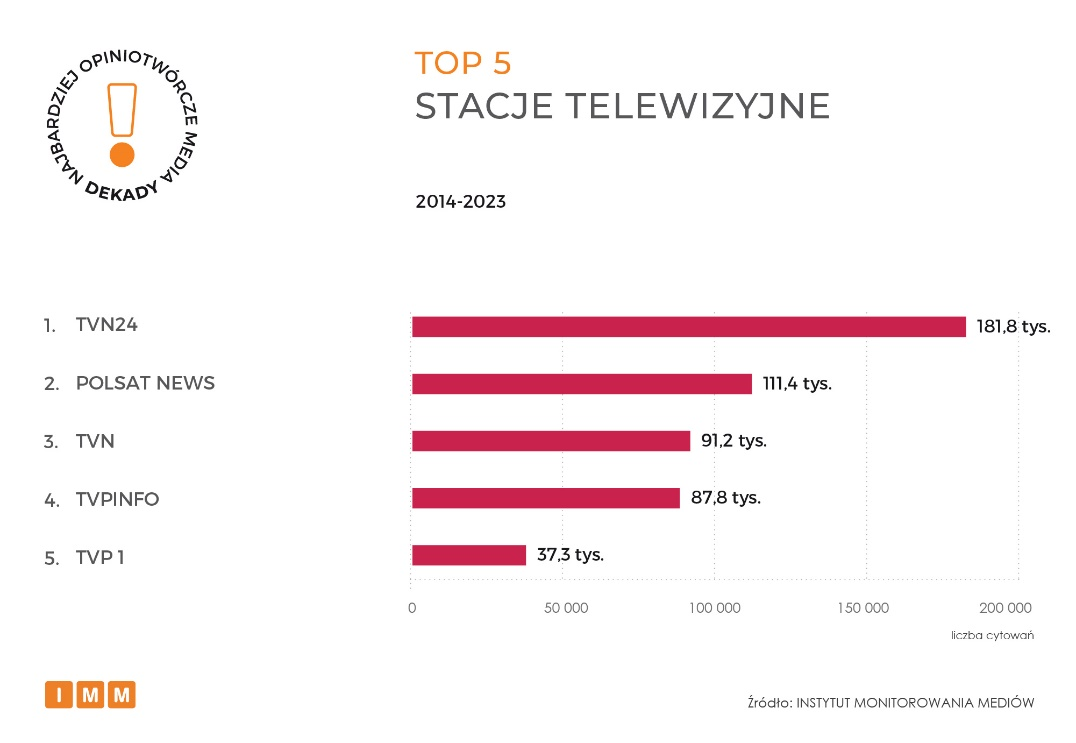 NAJBARDZIEJ OPINIOTWÓRCZE MEDIA DEKADY
TOP 5
STACJE TELEWIZYJNE
2014-2023
1. TVN24 181,8 tys.
2. POLSAT NEWS 111,4 tys.
3. TVN 91,2 tys.
4. TVPINFO 87,8 tys.
5. TVP 1 37,3 tys.
0 50 000 100 000 150 000 200 000
liczba cytowań
IMM
Źródło: INSTYTUT MONITOROWANIA MEDIÓW